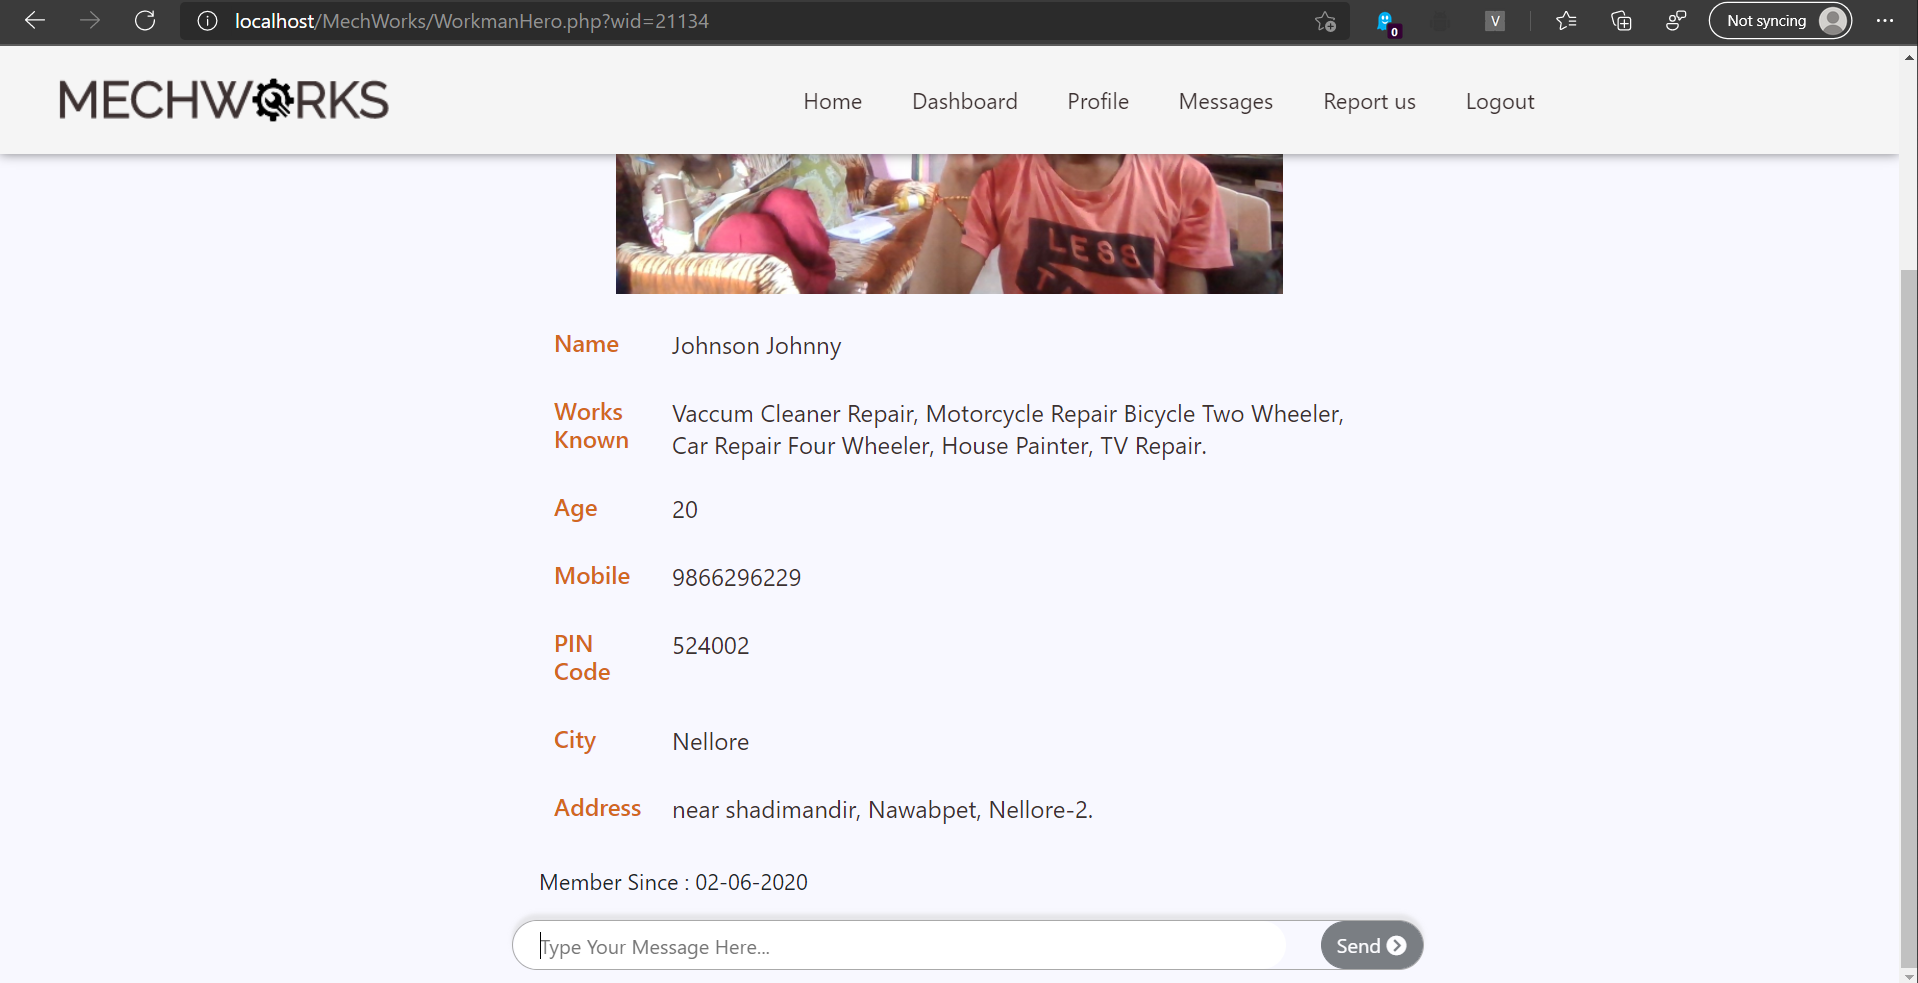 localhost/MechWorks/WorkmanHero.php?wid=21134
0
V
Not syncing
MECHWORKS
Home Dashboard Profile Messages Report us Logout
LESS
Name Johnson Johnny
Works Known Vaccum Cleaner Repair, Motorcycle Repair Bicycle Two Wheeler,
Car Repair Four Wheeler, House Painter, TV Repair.
Age 20
Mobile 9866296229
PIN Code 524002
City Nellore
Address near shadimandir, Nawabpet, Nellore-2.
Member Since : 02-06-2020
Type Your Message Here...
Send